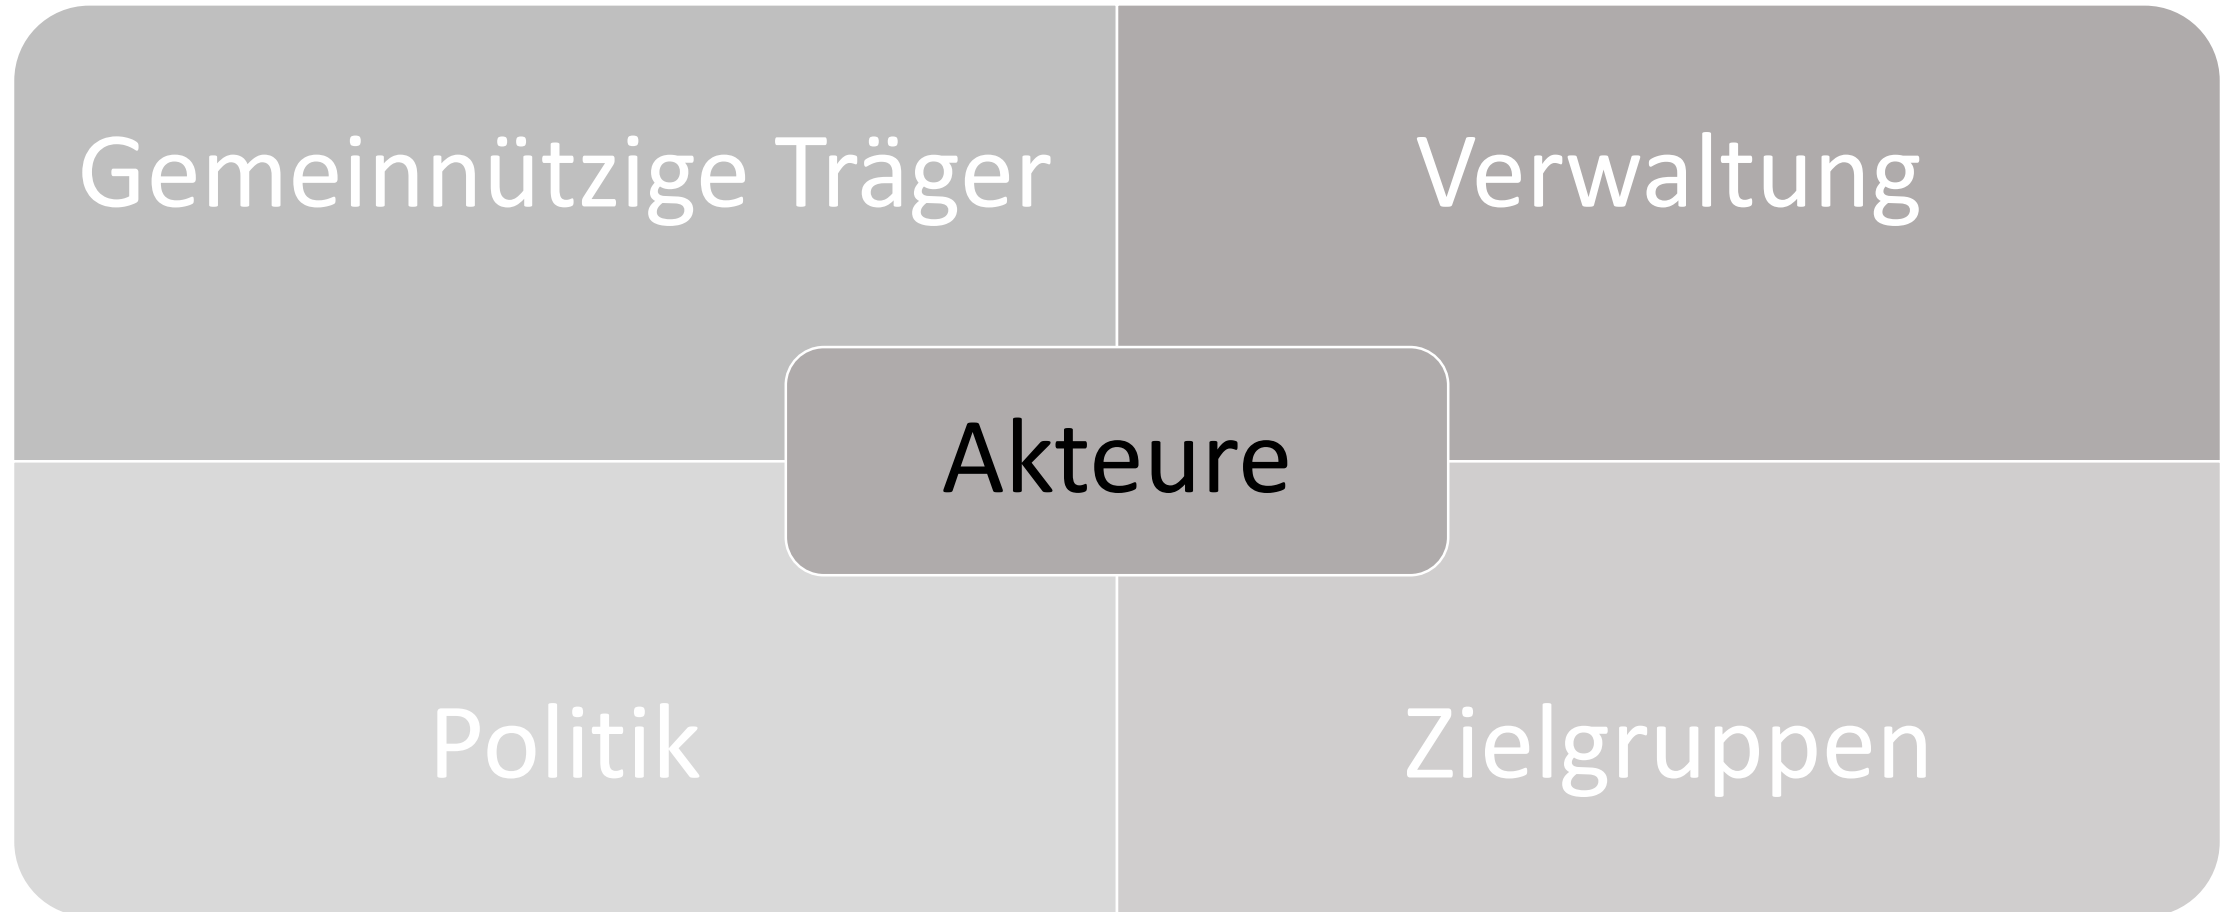 Gemeinnützige Träger
Verwaltung
Akteure
Politik
Zielgruppen